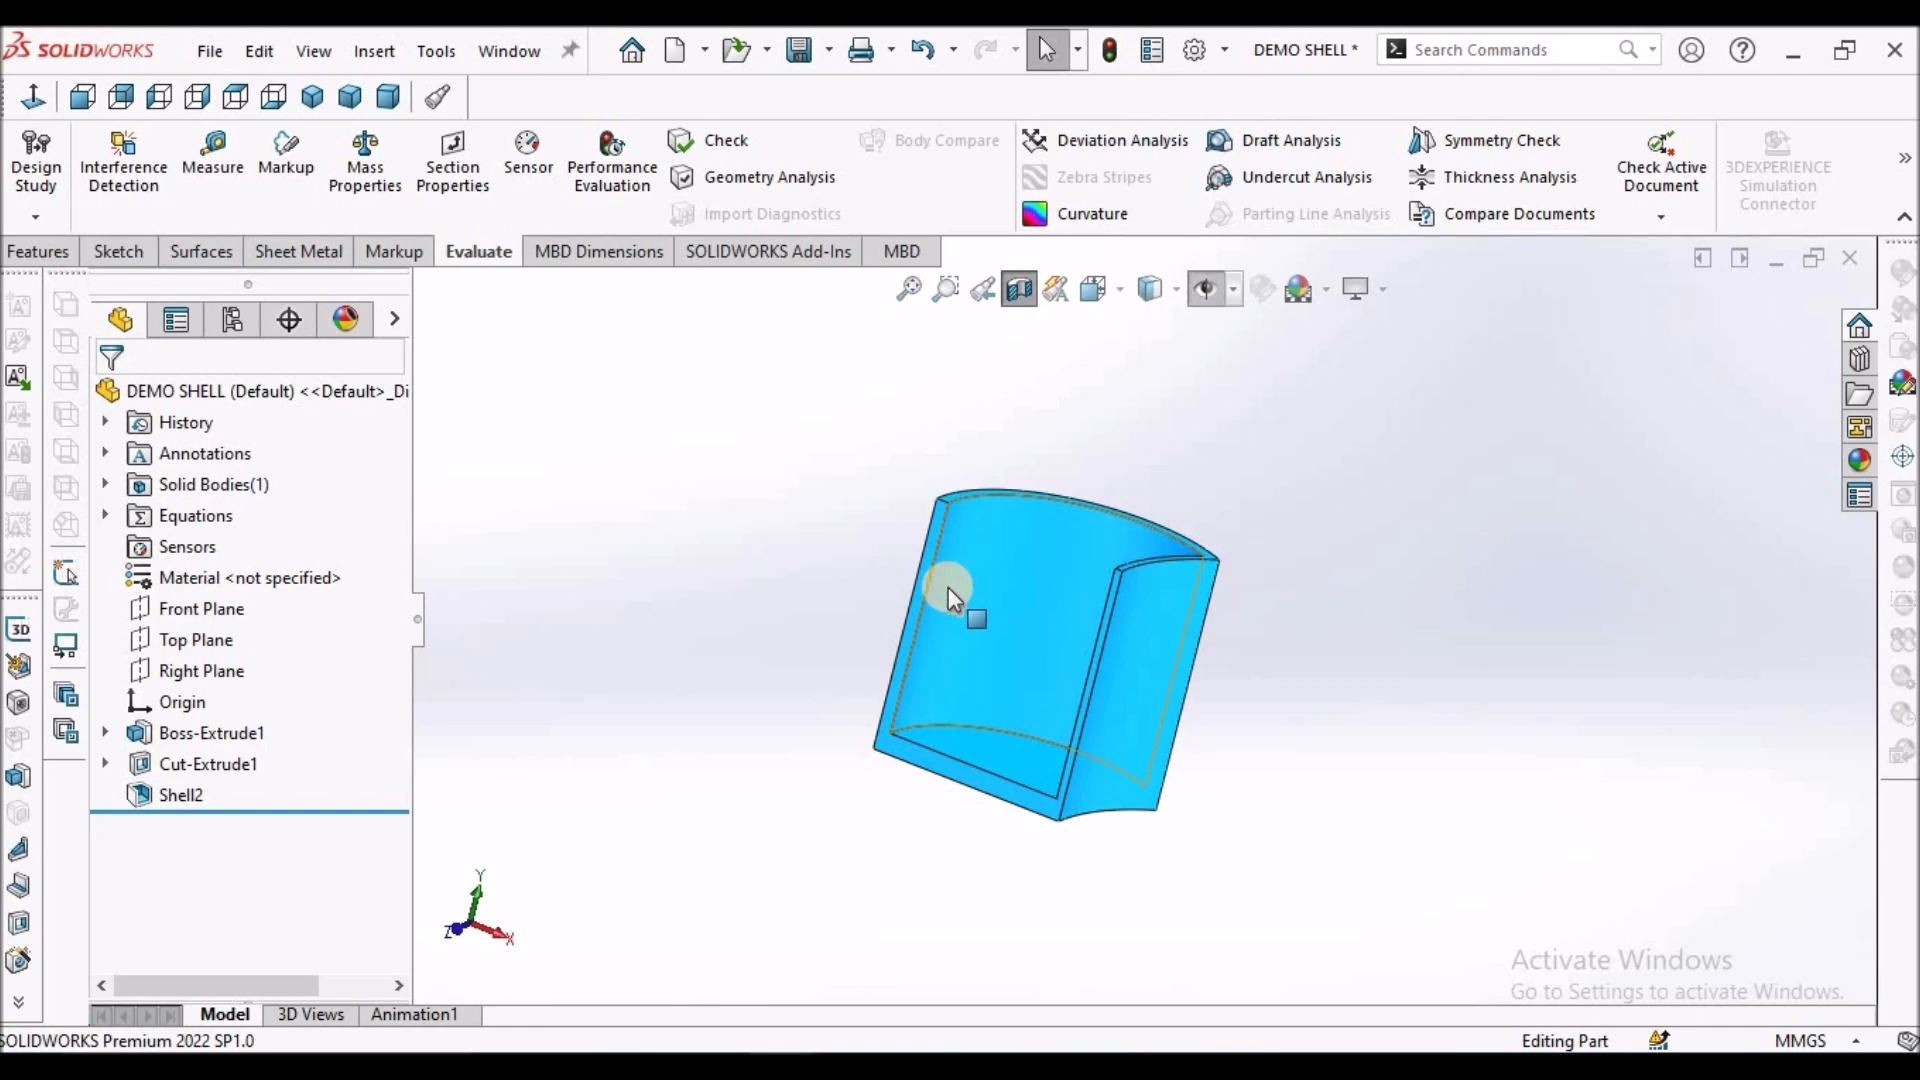 SOLIDWORKS File Edit View Insert Tools Window DEMO SHELL * Search Commands
Design Study
Interference Detection
Measure
Markup
Mass Properties
Section Properties
Sensor
Performance Evaluation
Check
Geometry Analysis
Import Diagnostics
Body Compare
Deviation Analysis
Zebra Stripes
Curvature
Draft Analysis
Undercut Analysis
Parting Line Analysis
Symmetry Check
Thickness Analysis
Compare Documents
Check Active Document
3DEXPERIENCE Simulation Connector
Features Sketch Surfaces Sheet Metal Markup Evaluate MBD Dimensions SOLIDWORKS Add-Ins MBD
DEMO SHELL (Default) <<Default>_Di
History
Annotations
Solid Bodies(1)
Equations
Sensors
Material <not specified>
Front Plane
Top Plane
Right Plane
Origin
Boss-Extrude1
Cut-Extrude1
Shell2
3D
Y
Z
X
Activate Windows
Go to Settings to activate Windows.
Model 3D Views Animation1
SOLIDWORKS Premium 2022 SP1.0 Editing Part MMGS